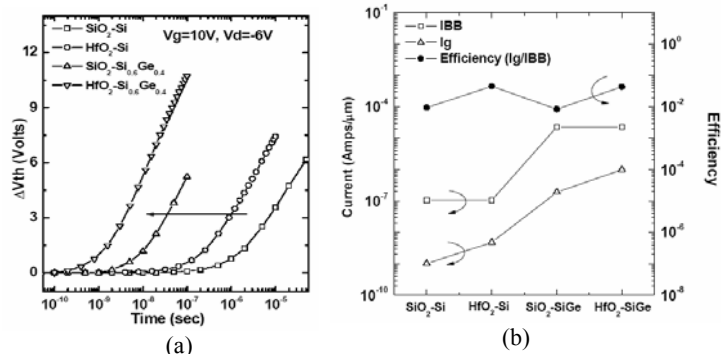 (a)
SiO2-Si
HfO2-Si
SiO2-Si0.6Ge0.4
HfO2-Si0.6Ge0.4
Vg=10V, Vd=-6V
12
9
6
3
0
ΔVth (Volts)
10-10 10-9 10-8 10-7 10-6 10-5
Time (sec)
(a)
IBB
Ig
Efficiency (Ig/IBB)
10-1
10-4
10-7
10-10
Current (Amps/μm)
100
10-2
10-4
10-6
10-8
Efficiency
SiO2-Si HfO2-Si SiO2-SiGe HfO2-SiGe
(b)